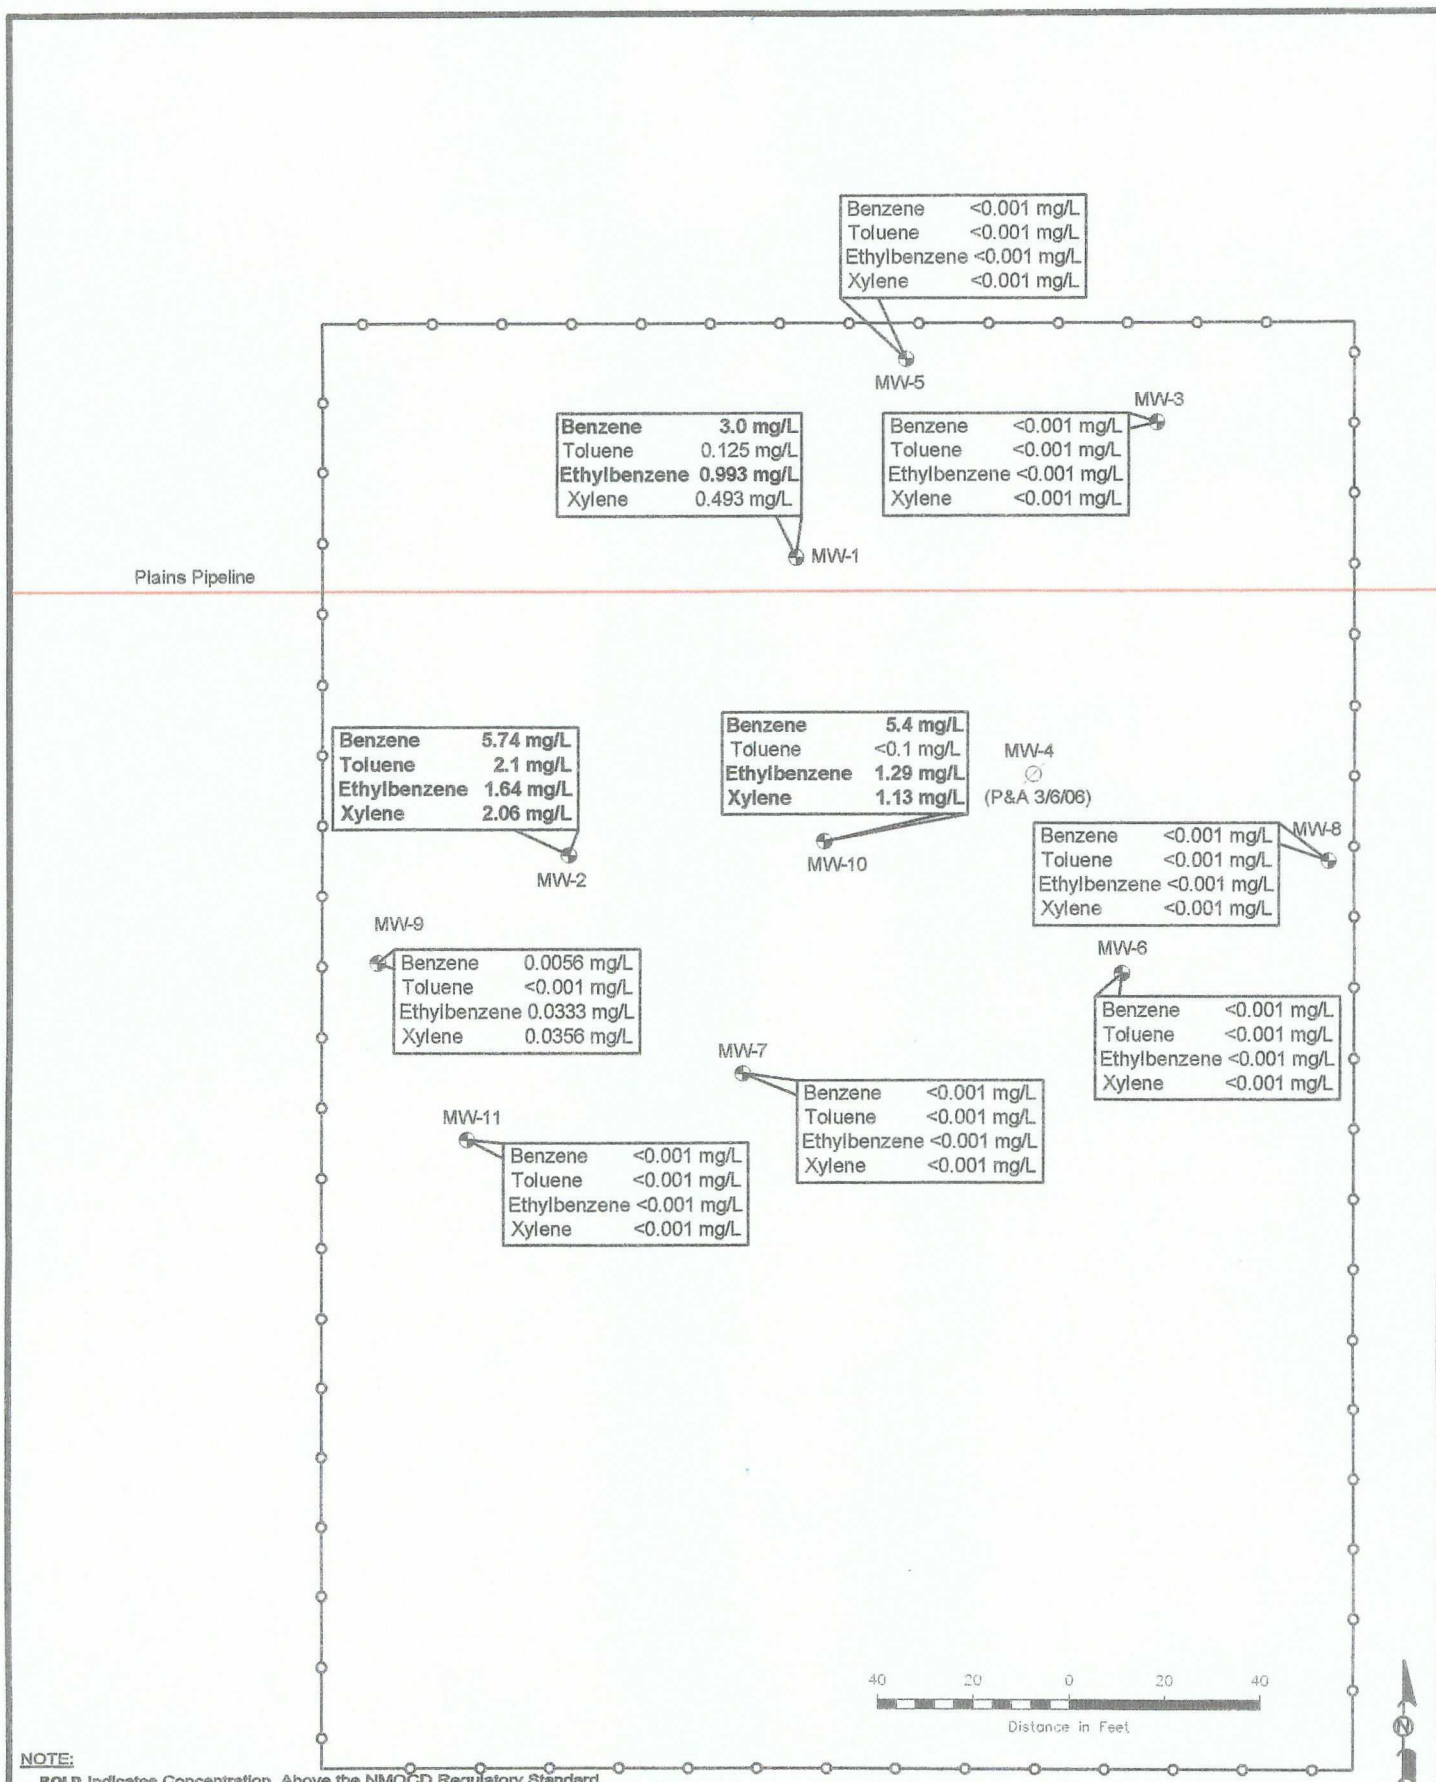 Benzene <0.001 mg/L
Toluene <0.001 mg/L
Ethylbenzene <0.001 mg/L
Xylene <0.001 mg/L
MW-5
MW-3
Benzene 3.0 mg/L
Toluene 0.125 mg/L
Ethylbenzene 0.993 mg/L
Xylene 0.493 mg/L
Benzene <0.001 mg/L
Toluene <0.001 mg/L
Ethylbenzene <0.001 mg/L
Xylene <0.001 mg/L
MW-1
Plains Pipeline
Benzene 5.74 mg/L
Toluene 2.1 mg/L
Ethylbenzene 1.64 mg/L
Xylene 2.06 mg/L
MW-2
Benzene 5.4 mg/L
Toluene <0.1 mg/L
Ethylbenzene 1.29 mg/L
Xylene 1.13 mg/L
MW-10
MW-4
(P&A 3/6/06)
MW-8
Benzene <0.001 mg/L
Toluene <0.001 mg/L
Ethylbenzene <0.001 mg/L
Xylene <0.001 mg/L
MW-9
Benzene 0.0056 mg/L
Toluene <0.001 mg/L
Ethylbenzene 0.0333 mg/L
Xylene 0.0356 mg/L
MW-6
Benzene <0.001 mg/L
Toluene <0.001 mg/L
Ethylbenzene <0.001 mg/L
Xylene <0.001 mg/L
MW-7
Benzene <0.001 mg/L
Toluene <0.001 mg/L
Ethylbenzene <0.001 mg/L
Xylene <0.001 mg/L
MW-11
Benzene <0.001 mg/L
Toluene <0.001 mg/L
Ethylbenzene <0.001 mg/L
Xylene <0.001 mg/L
40 20 0 20 40
Distance in Feet
N
NOTE:
BOLD Indicates Concentration Above the NMOCD Regulatory Standard